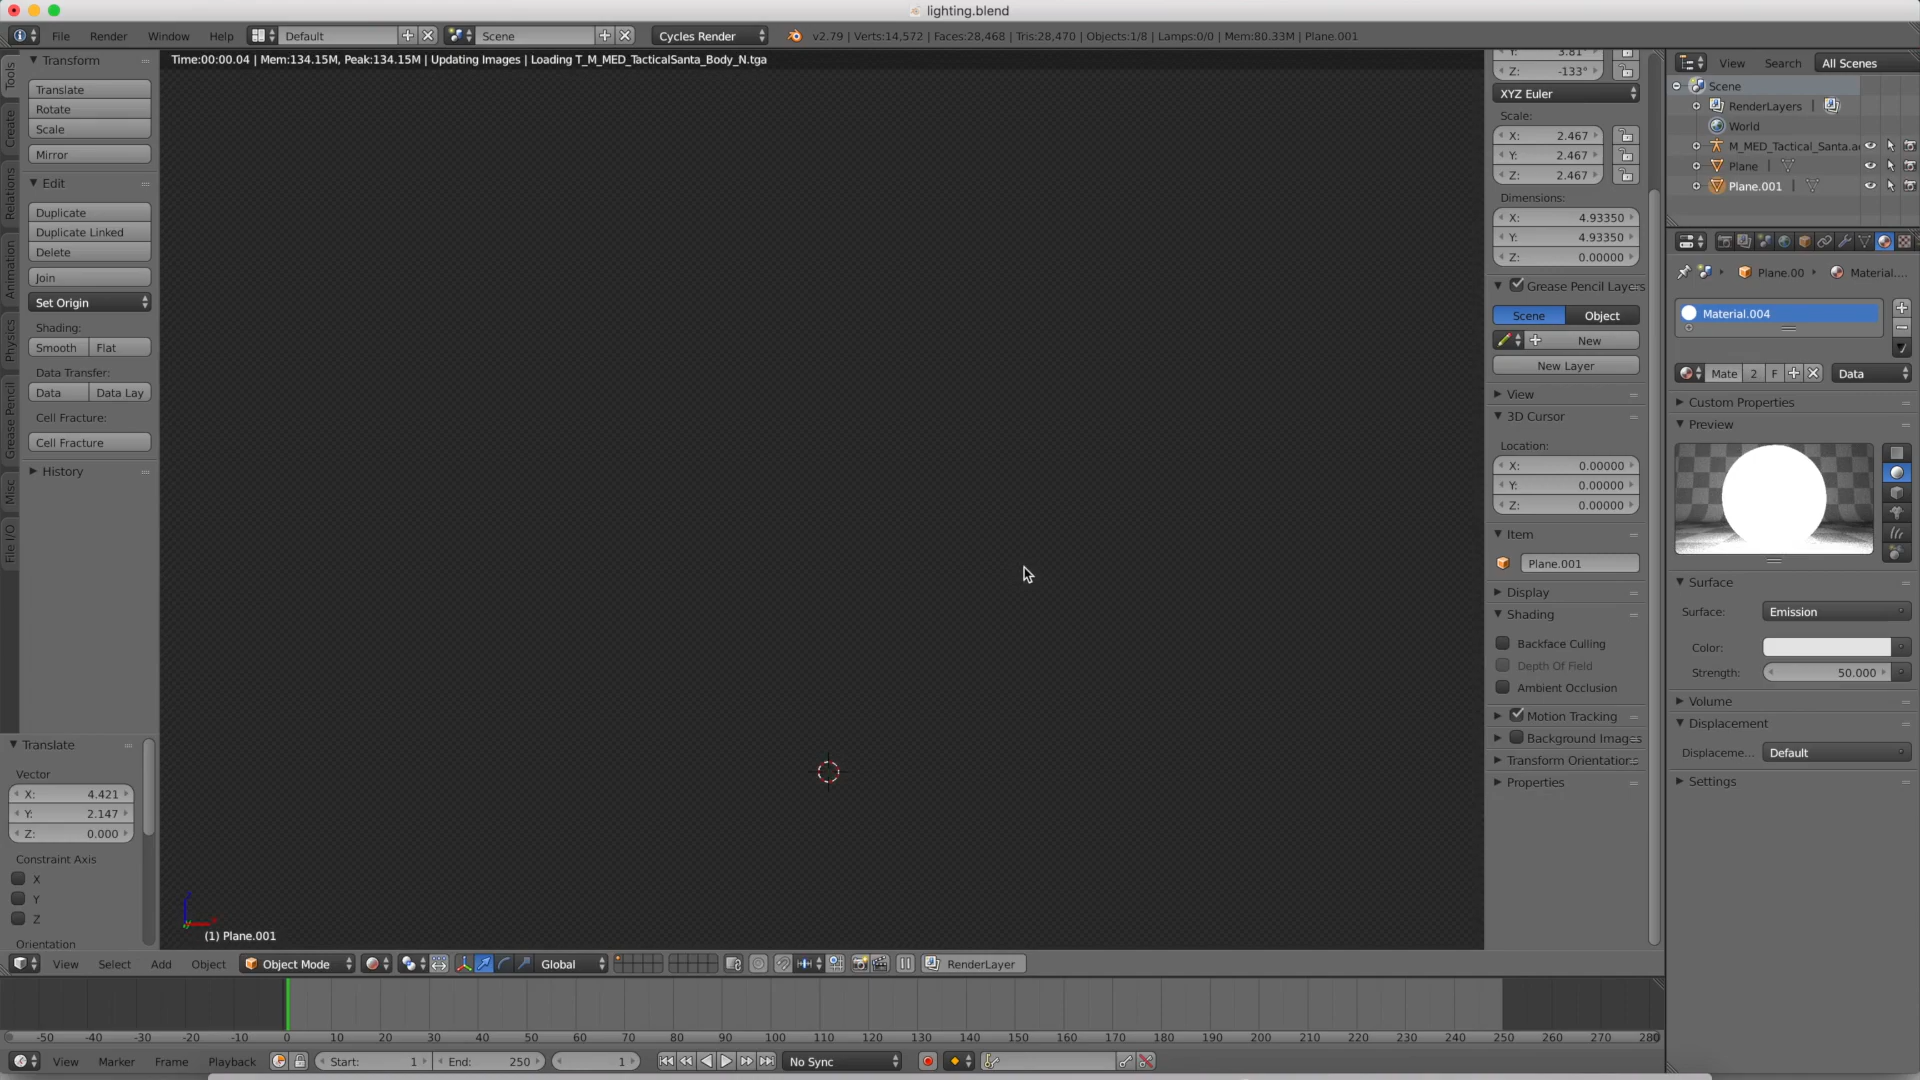 lighting.blend
File Render Window Help Default Scene Cycles Render v2.79 | Verts:14,572 | Faces:28,468 | Tris:28,470 | Objects:1/8 | Lamps:0/0 | Mem:80.33M | Plane.001
Time:00:00.04 | Mem:134.15M, Peak:134.15M | Updating Images | Loading T_M_MED_TacticalSanta_Body_N.tga
Tools
Create
Relations
Animation
Physics
Grease Pencil
Misc
File I/O
Transform
Translate
Rotate
Scale
Mirror
Edit
Duplicate
Duplicate Linked
Delete
Join
Set Origin
Shading:
Smooth Flat
Data Transfer:
Data Data Lay
Cell Fracture:
Cell Fracture
History
Translate
Vector
X: 4.421
Y: 2.147
Z: 0.000
Constraint Axis
X
Y
Z
Orientation
(1) Plane.001
Y: 3.81°
Z: -133°
XYZ Euler
Scale:
X: 2.467
Y: 2.467
Z: 2.467
Dimensions:
X: 4.93350
Y: 4.93350
Z: 0.00000
Grease Pencil Layers
Scene Object
New
New Layer
View
3D Cursor
Location:
X: 0.00000
Y: 0.00000
Z: 0.00000
Item
Plane.001
Display
Shading
Backface Culling
Depth Of Field
Ambient Occlusion
Motion Tracking
Background Images
Transform Orientations
Properties
View Search All Scenes
Scene
RenderLayers |
World
M_MED_Tactical_Santa.a
Plane |
Plane.001 |
Plane.00 Material....
Material.004
Mate 2 F Data
Custom Properties
Preview
Surface
Surface: Emission
Color:
Strength: 50.000
Volume
Displacement
Displaceme... Default
Settings
View Select Add Object Object Mode Global RenderLayer
-50 -40 -30 -20 -10 0 10 20 30 40 50 60 70 80 90 100 110 120 130 140 150 160 170 180 190 200 210 220 230 240 250 260 270 280
View Marker Frame Playback Start: 1 End: 250 1 No Sync